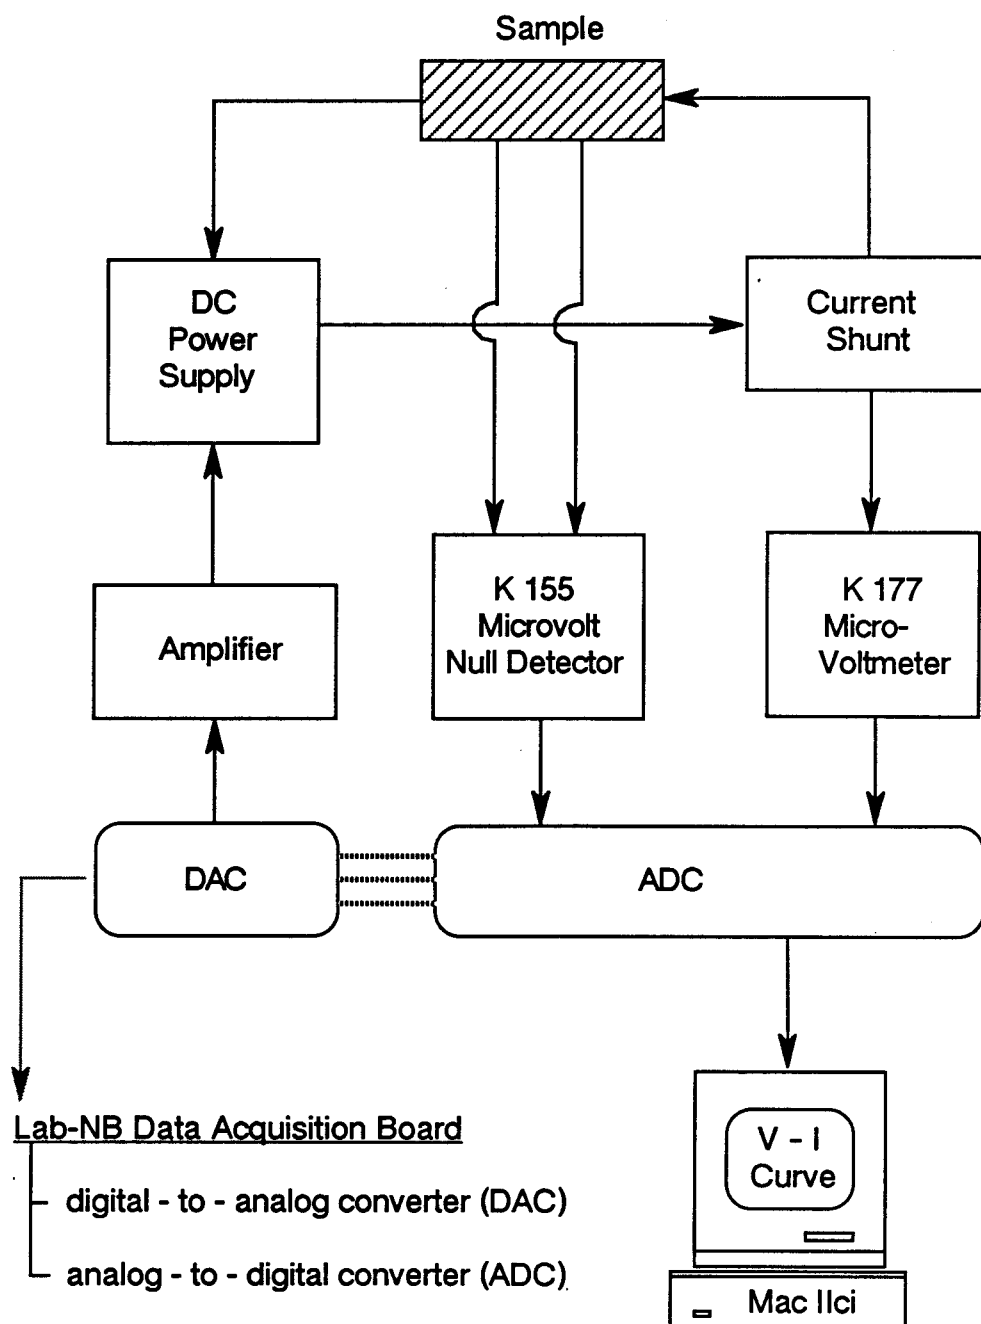 Sample
DC
Power
Supply
Current
Shunt
K 155
Microvolt
Null Detector
K 177
Micro-
Voltmeter
Amplifier
DAC
ADC
Lab-NB Data Acquisition Board
digital - to - analog converter (DAC)
analog - to - digital converter (ADC)
V - I
Curve
Mac IIci